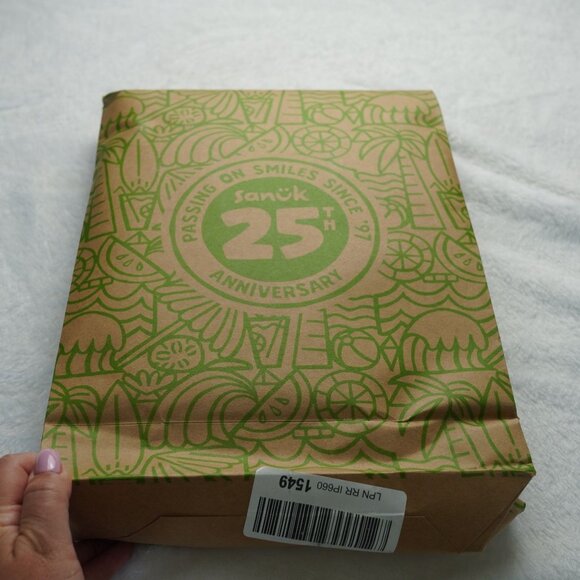 PASSING ON SMILES SINCE '97
Sanuk
25TH
ANNIVERSARY
LPN RR IP660 1549